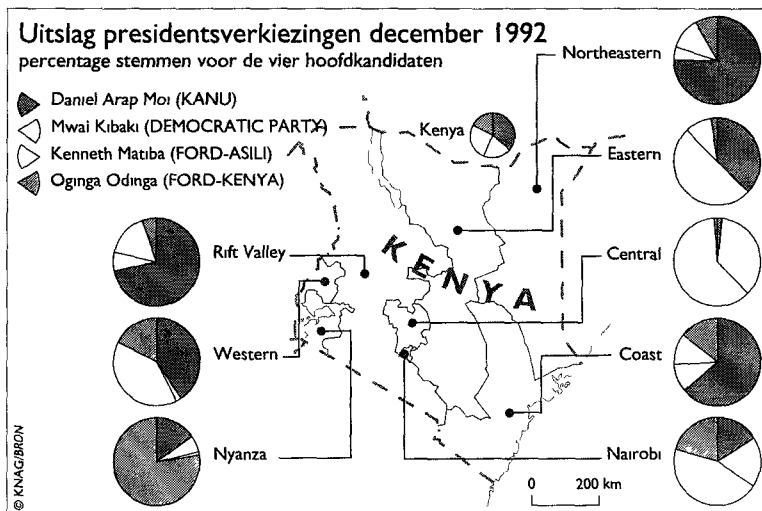 Uitslag presidentsverkiezingen december 1992
percentage stemmen voor de vier hoofdkandidaten
Daniel Arap Moi (KANU)
Mwai Kibaki (DEMOCRATIC PARTY)
Kenneth Matiba (FORD-ASILI)
Oginga Odinga (FORD-KENYA)
Kenya
Northeastern
Eastern
Rift Valley
Central
KENYA
Western
Coast
Nyanza
Nairobi
0 200 km
© KNAG/BRON